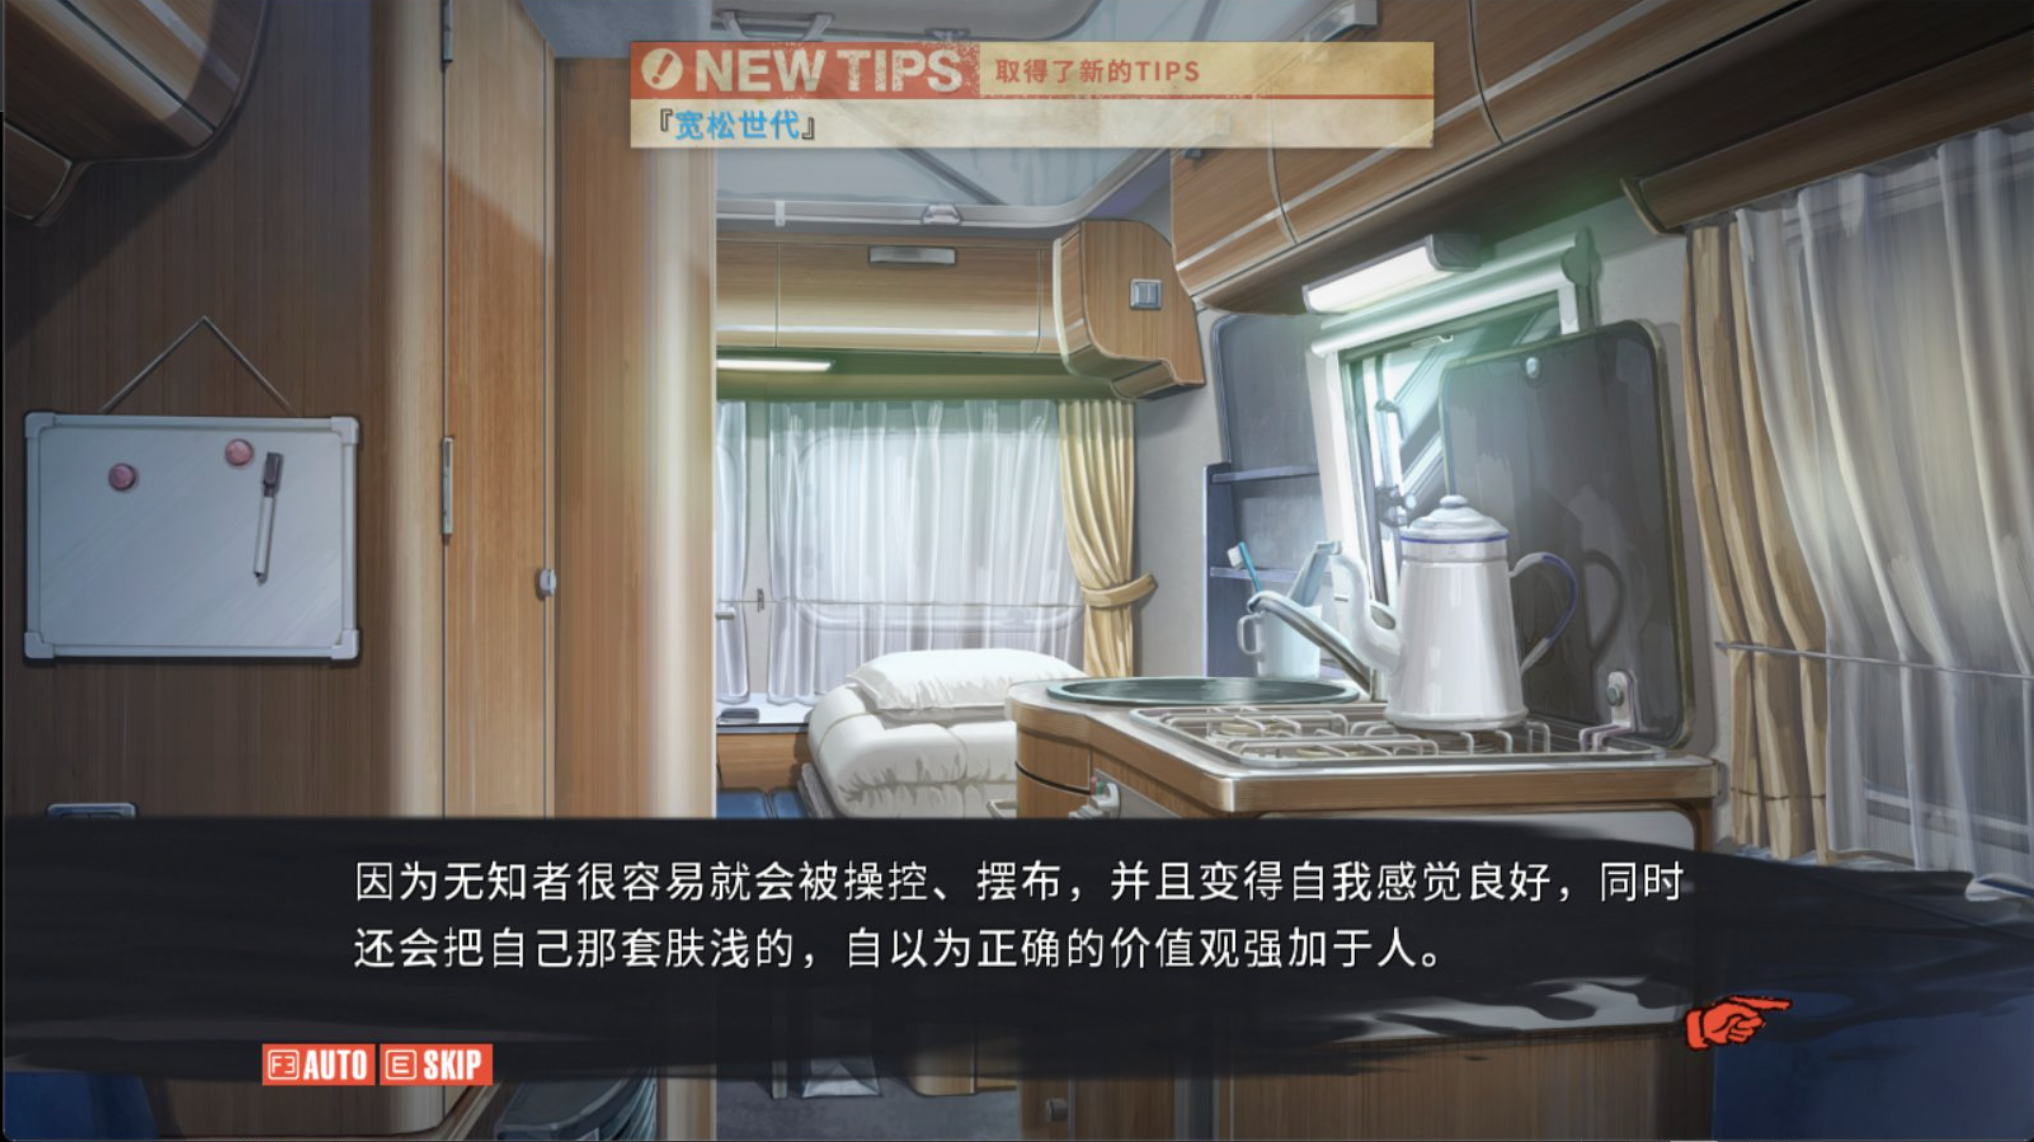 NEW TIPS 取得了新的TIPS
『宽松世代』
因为无知者很容易就会被操控、摆布，并且变得自我感觉良好，同时
还会把自己那套肤浅的，自以为正确的价值观强加于人。
F3 AUTO E SKIP